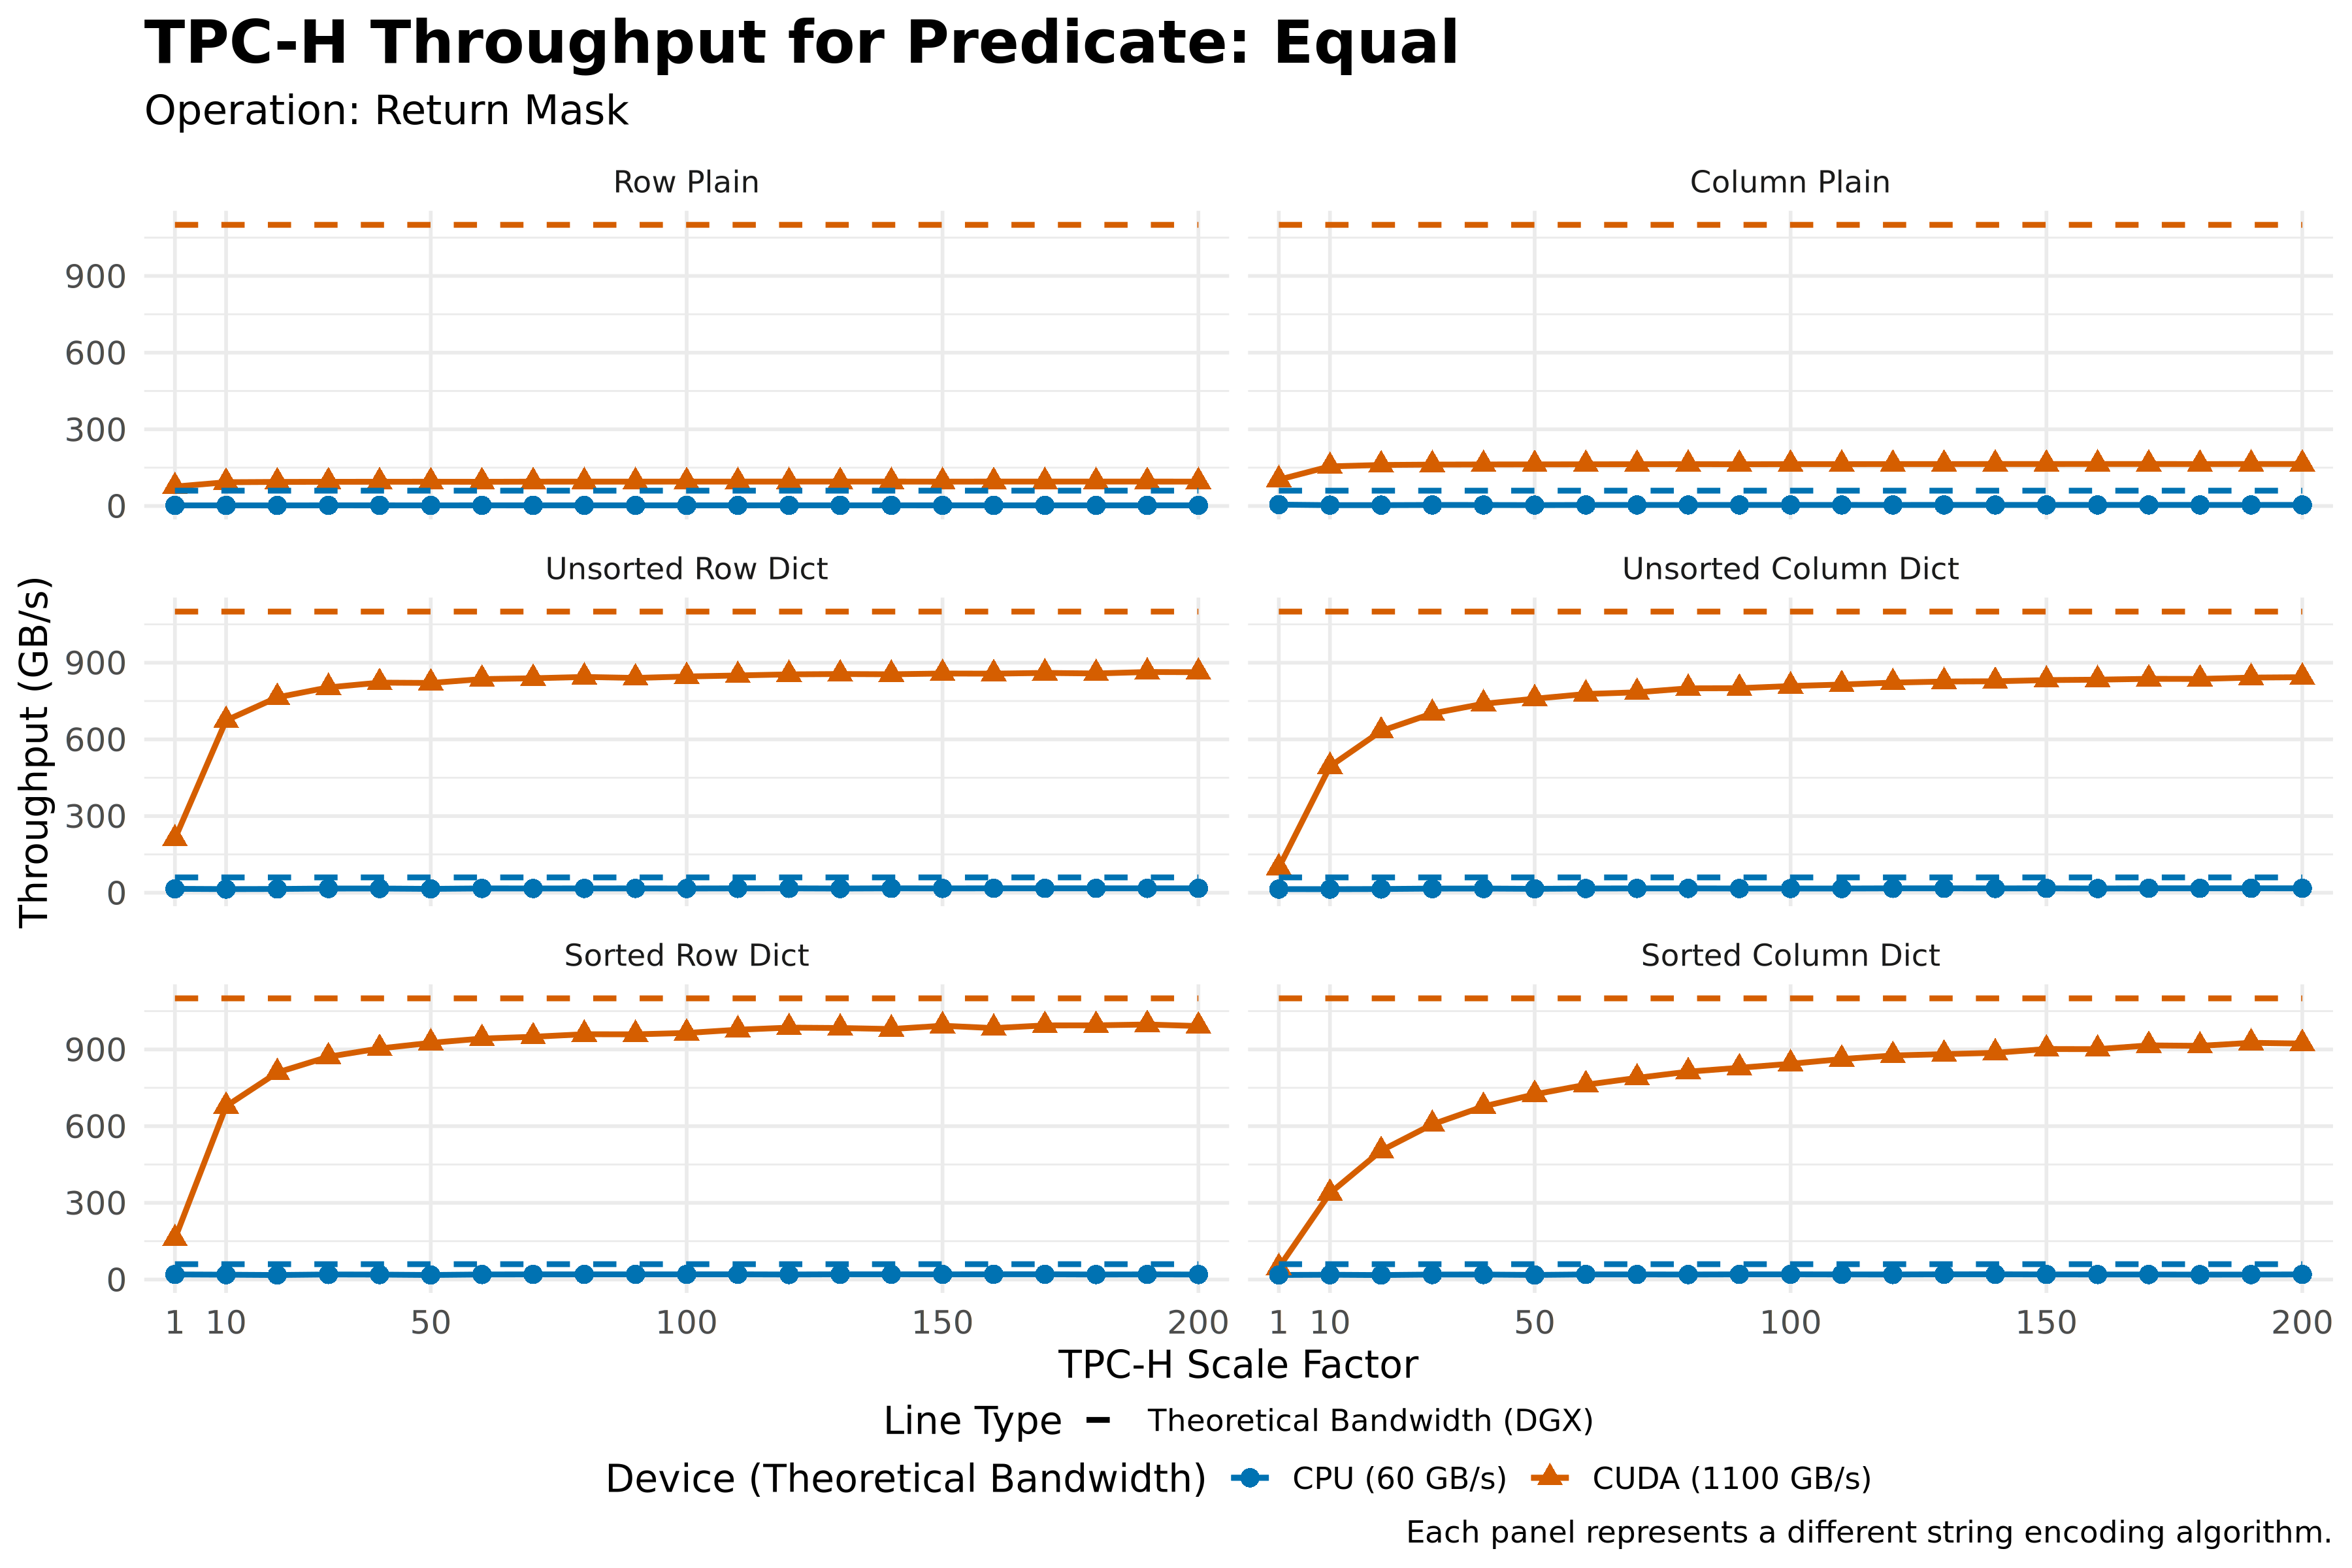 TPC-H Throughput for Predicate: Equal
Operation: Return Mask
Row Plain
Column Plain
900
600
300
0
Unsorted Row Dict
Unsorted Column Dict
Throughput (GB/s)
900
600
300
0
Sorted Row Dict
Sorted Column Dict
900
600
300
0
1 10 50 100 150 200
1 10 50 100 150 200
TPC-H Scale Factor
Line Type Theoretical Bandwidth (DGX)
Device (Theoretical Bandwidth) CPU (60 GB/s) CUDA (1100 GB/s)
Each panel represents a different string encoding algorithm.